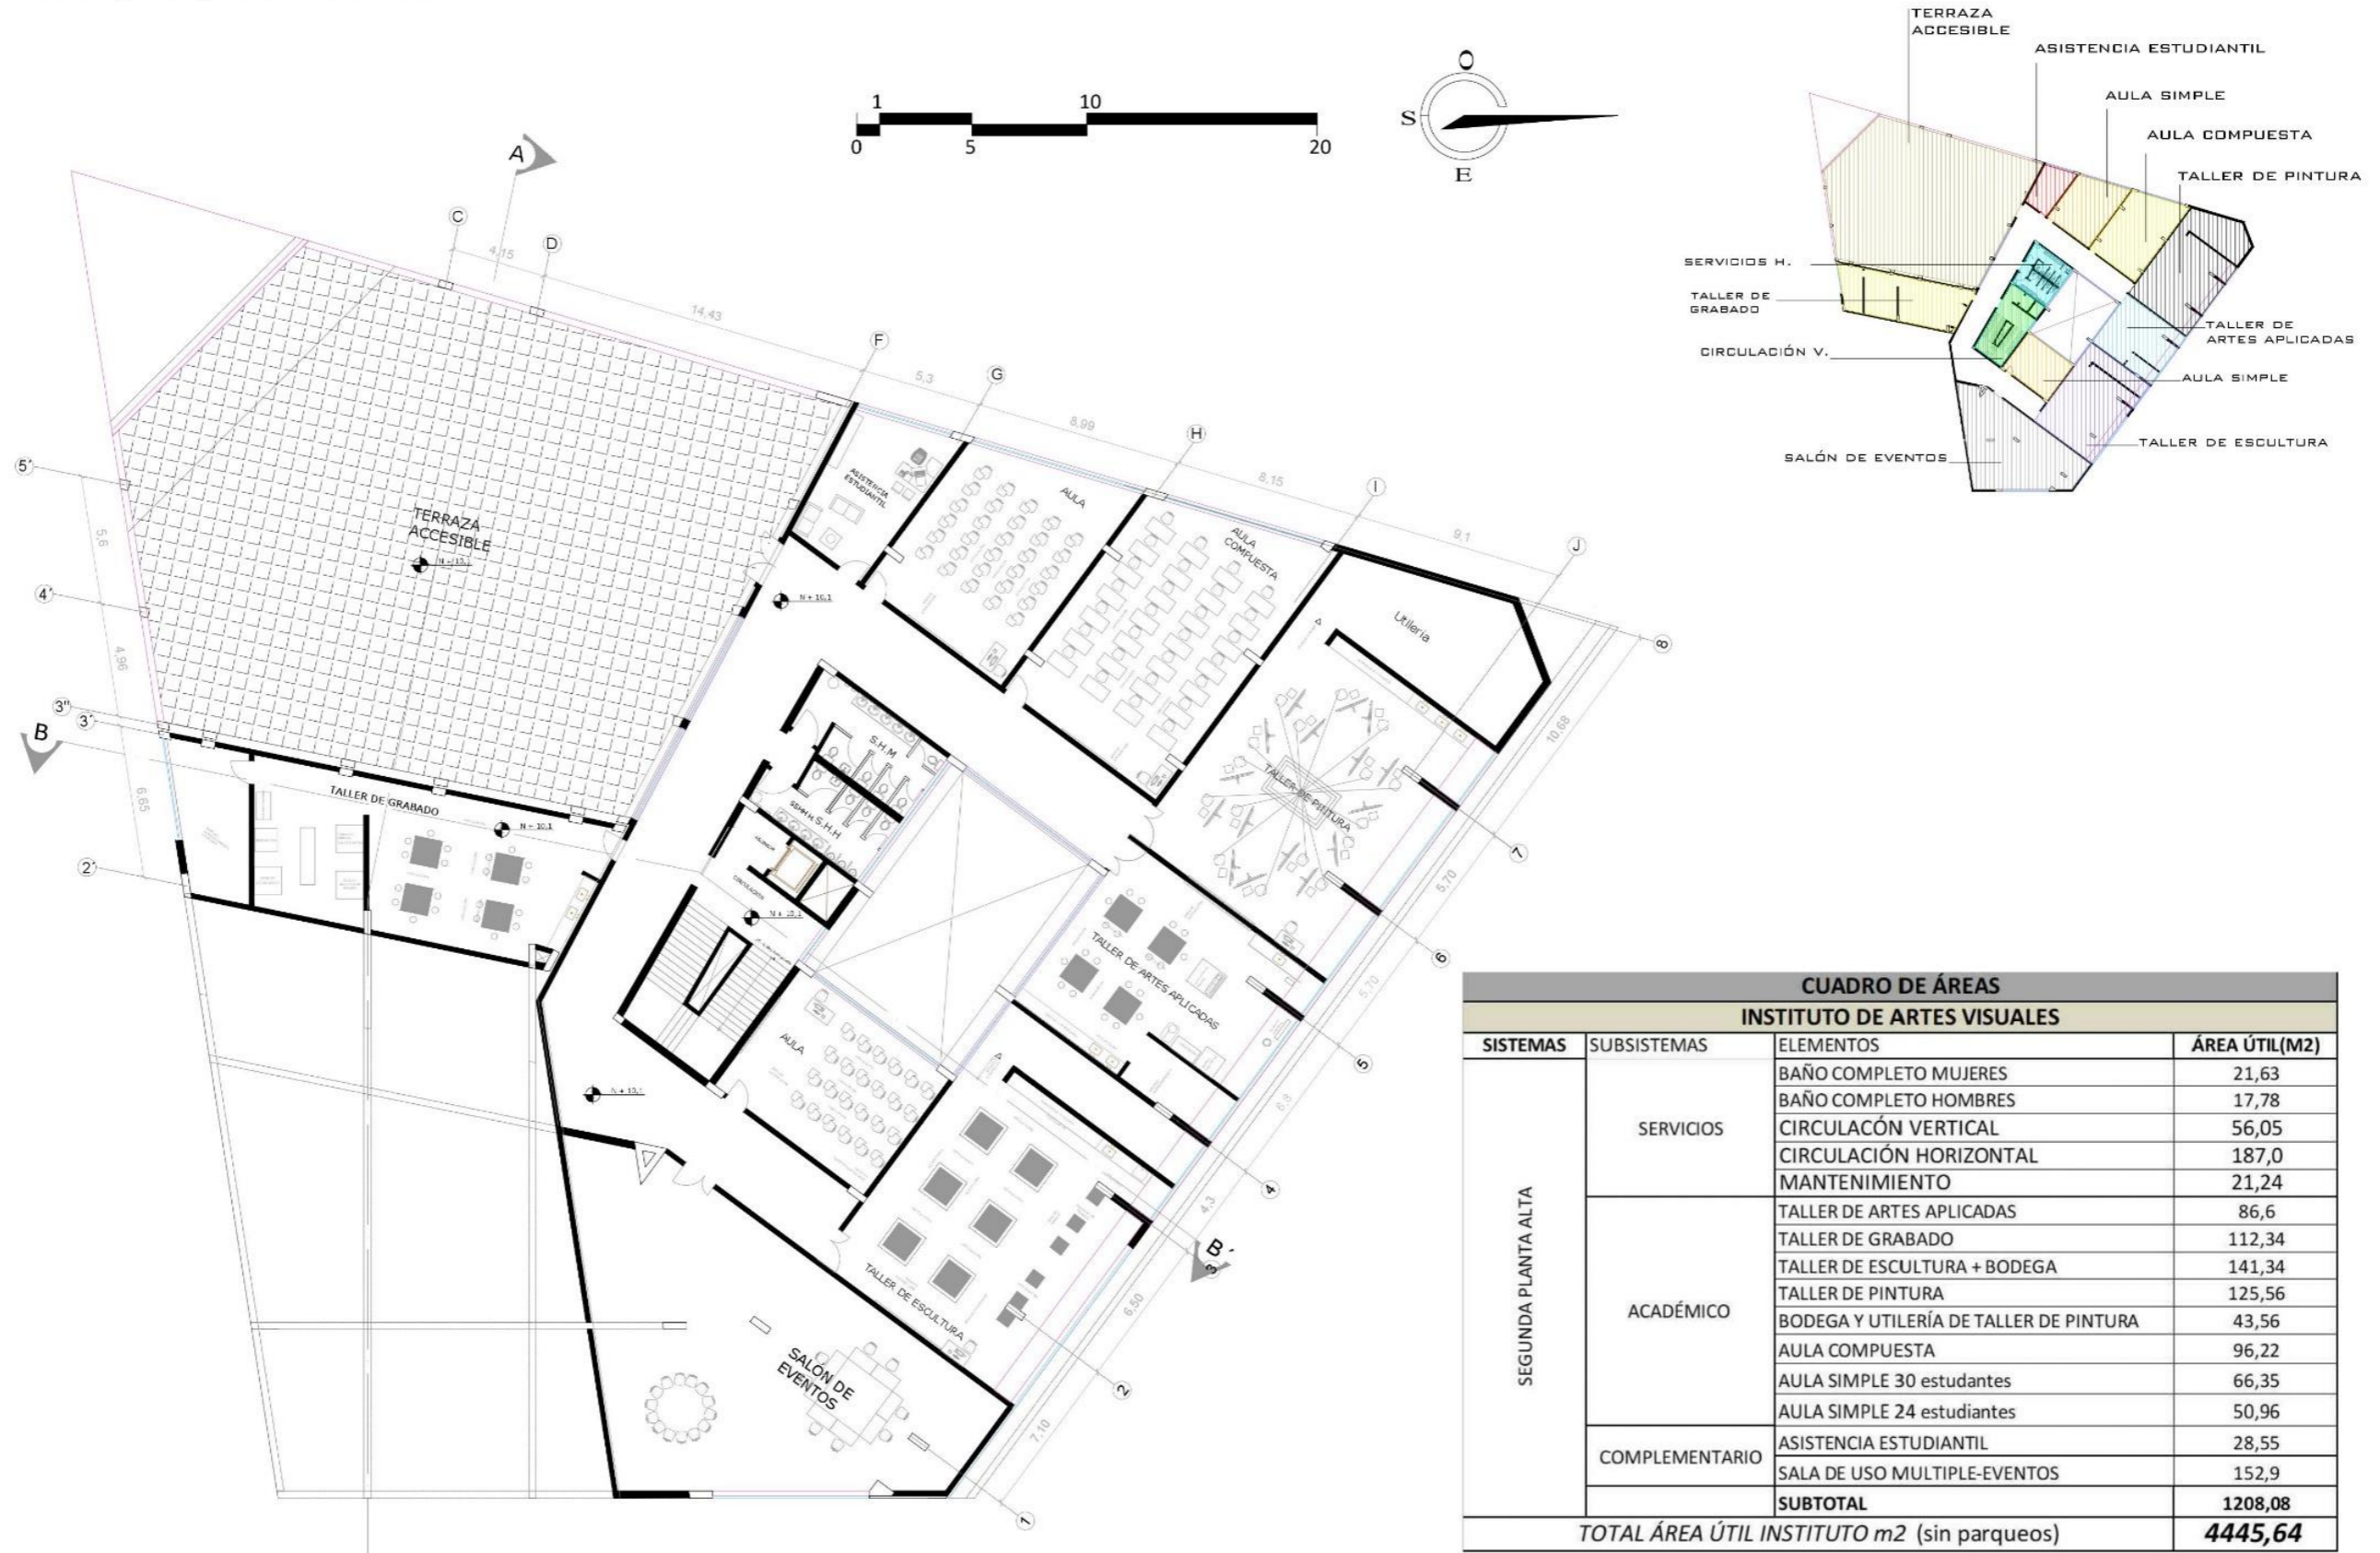 1
10
0
5
20
O
S
E
TERRAZA
ACCESIBLE
ASISTENCIA ESTUDIANTIL
AULA SIMPLE
AULA COMPUESTA
TALLER DE PINTURA
SERVICIOS H.
TALLER DE
GRABADO
CIRCULACIÓN V.
TALLER DE
ARTES APLICADAS
AULA SIMPLE
TALLER DE ESCULTURA
SALÓN DE EVENTOS
A
C
4,15
D
14,43
F
5,3
G
8,99
H
8,15
I
9,1
J
8
5'
5,6
4'
4,96
3''
3'
B
6,65
2'
TERRAZA
ACCESIBLE
ASISTENCIA
ESTUDIANTIL
AULA
AULA
COMPUESTA
Utilería
N + 10,1
S.H.M
S.H.H
TALLER DE GRABADO
N + 10,1
TALLER DE PINTURA
TALLER DE ARTES APLICADAS
AULA
TALLER DE ESCULTURA
SALÓN DE
EVENTOS
10,68
7
5,70
6
5,70
5
6,9
4
4,3
B'
3
6,50
2
7,10
1
CUADRO DE ÁREAS
INSTITUTO DE ARTES VISUALES
SISTEMAS SUBSISTEMAS ELEMENTOS ÁREA ÚTIL(M2)
SEGUNDA PLANTA ALTA
SERVICIOS
BAÑO COMPLETO MUJERES 21,63
BAÑO COMPLETO HOMBRES 17,78
CIRCULACÓN VERTICAL 56,05
CIRCULACIÓN HORIZONTAL 187,0
MANTENIMIENTO 21,24
ACADÉMICO
TALLER DE ARTES APLICADAS 86,6
TALLER DE GRABADO 112,34
TALLER DE ESCULTURA + BODEGA 141,34
TALLER DE PINTURA 125,56
BODEGA Y UTILERÍA DE TALLER DE PINTURA 43,56
AULA COMPUESTA 96,22
AULA SIMPLE 30 estudantes 66,35
AULA SIMPLE 24 estudiantes 50,96
COMPLEMENTARIO
ASISTENCIA ESTUDIANTIL 28,55
SALA DE USO MULTIPLE-EVENTOS 152,9
SUBTOTAL 1208,08
TOTAL ÁREA ÚTIL INSTITUTO m2 (sin parqueos) 4445,64